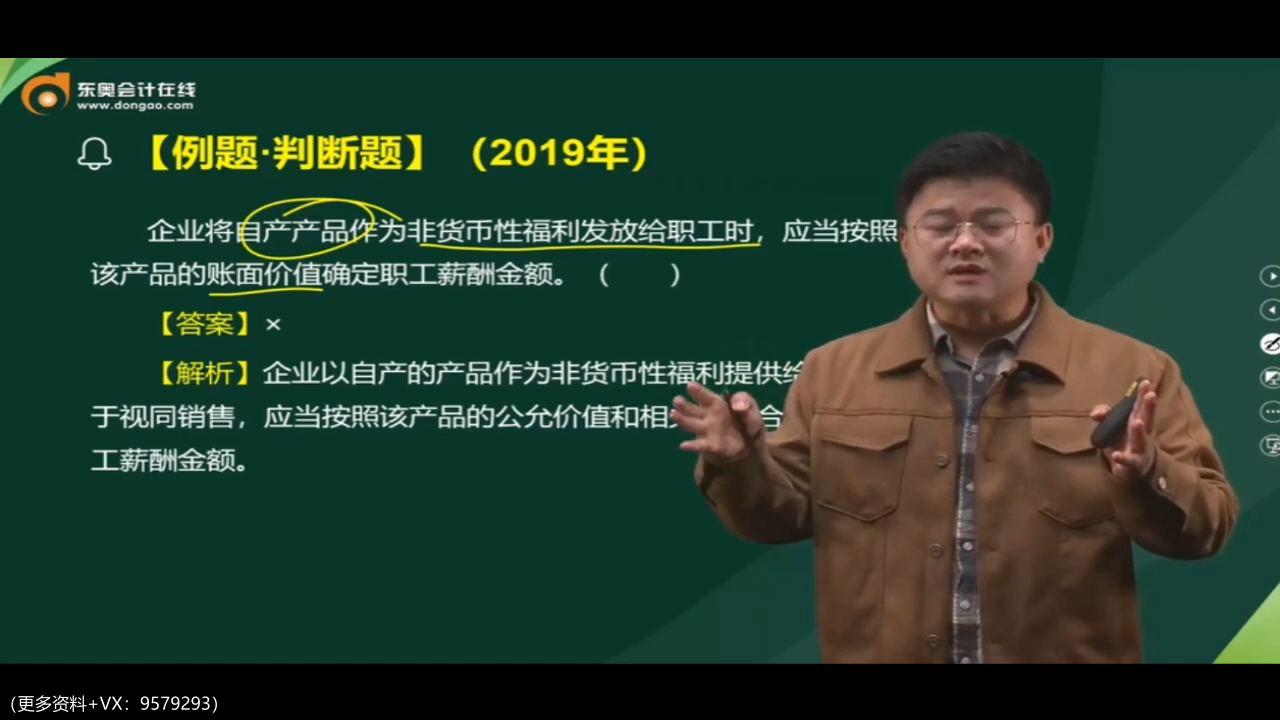 东奥会计在线
www.dongao.com
【例题·判断题】（2019年）
企业将自产产品作为非货币性福利发放给职工时，应当按照
该产品的账面价值确定职工薪酬金额。（　　）
【答案】×
【解析】企业以自产的产品作为非货币性福利提供
于视同销售，应当按照该产品的公允价值和相
工薪酬金额。
(更多资料+VX：9579293)